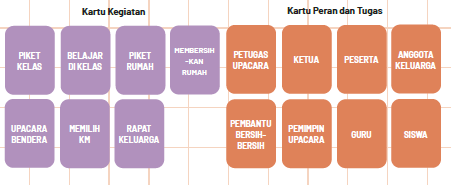 Kartu Kegiatan
Kartu Peran dan Tugas
PIKET
KELAS
BELAJAR
DI KELAS
PIKET
RUMAH
MEMBERSIH
-KAN
RUMAH
PETUGAS
UPACARA
KETUA
PESERTA
ANGGOTA
KELUARGA
UPACARA
BENDERA
MEMILIH
KM
RAPAT
KELUARGA
PEMBANTU
BERSIH-
BERSIH
PEMIMPIN
UPACARA
GURU
SISWA